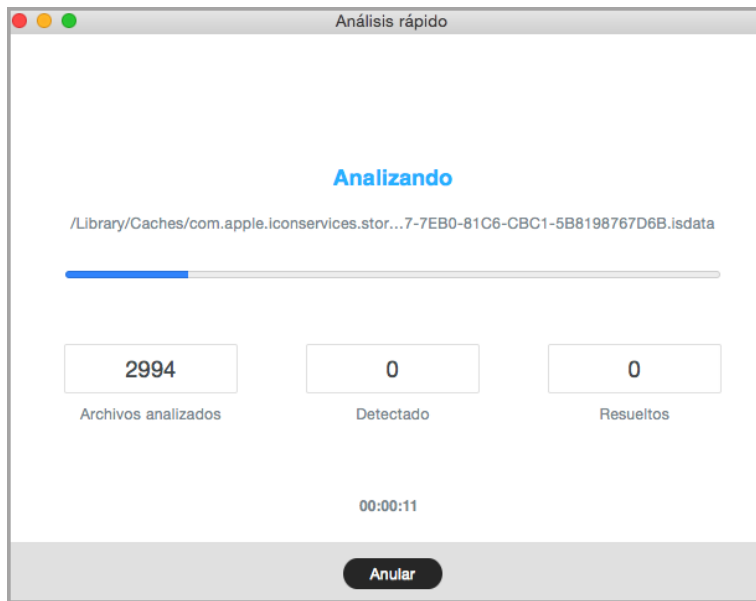 Análisis rápido
Analizando
/Library/Caches/com.apple.iconservices.stor...7-7EB0-81C6-CBC1-5B8198767D6B.isdata
2994 0 0
Archivos analizados Detectado Resueltos
00:00:11
Anular